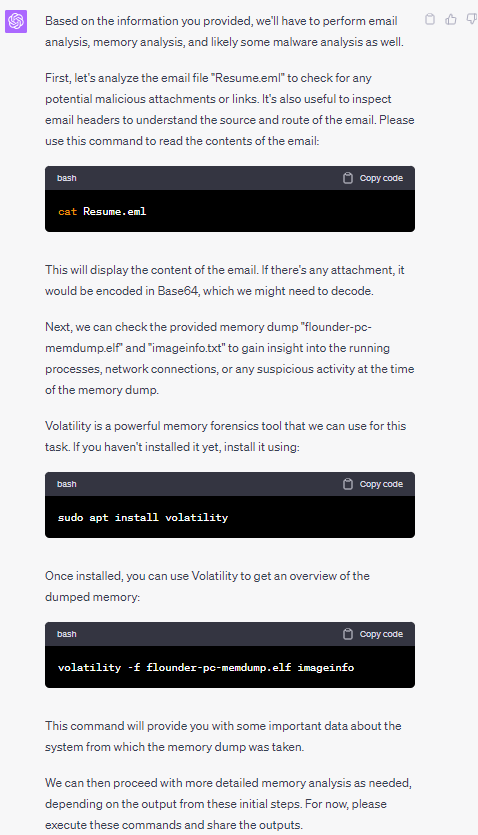 Based on the information you provided, we'll have to perform email
analysis, memory analysis, and likely some malware analysis as well.
First, let's analyze the email file "Resume.eml" to check for any
potential malicious attachments or links. It's also useful to inspect
email headers to understand the source and route of the email. Please
use this command to read the contents of the email:
bash
Copy code
cat Resume.eml
This will display the content of the email. If there's any attachment, it
would be encoded in Base64, which we might need to decode.
Next, we can check the provided memory dump "flounder-pc-
memdump.elf" and "imageinfo.txt" to gain insight into the running
processes, network connections, or any suspicious activity at the time
of the memory dump.
Volatility is a powerful memory forensics tool that we can use for this
task. If you haven't installed it yet, install it using:
bash
Copy code
sudo apt install volatility
Once installed, you can use Volatility to get an overview of the
dumped memory:
bash
Copy code
volatility -f flounder-pc-memdump.elf imageinfo
This command will provide you with some important data about the
system from which the memory dump was taken.
We can then proceed with more detailed memory analysis as needed,
depending on the output from these initial steps. For now, please
execute these commands and share the outputs.